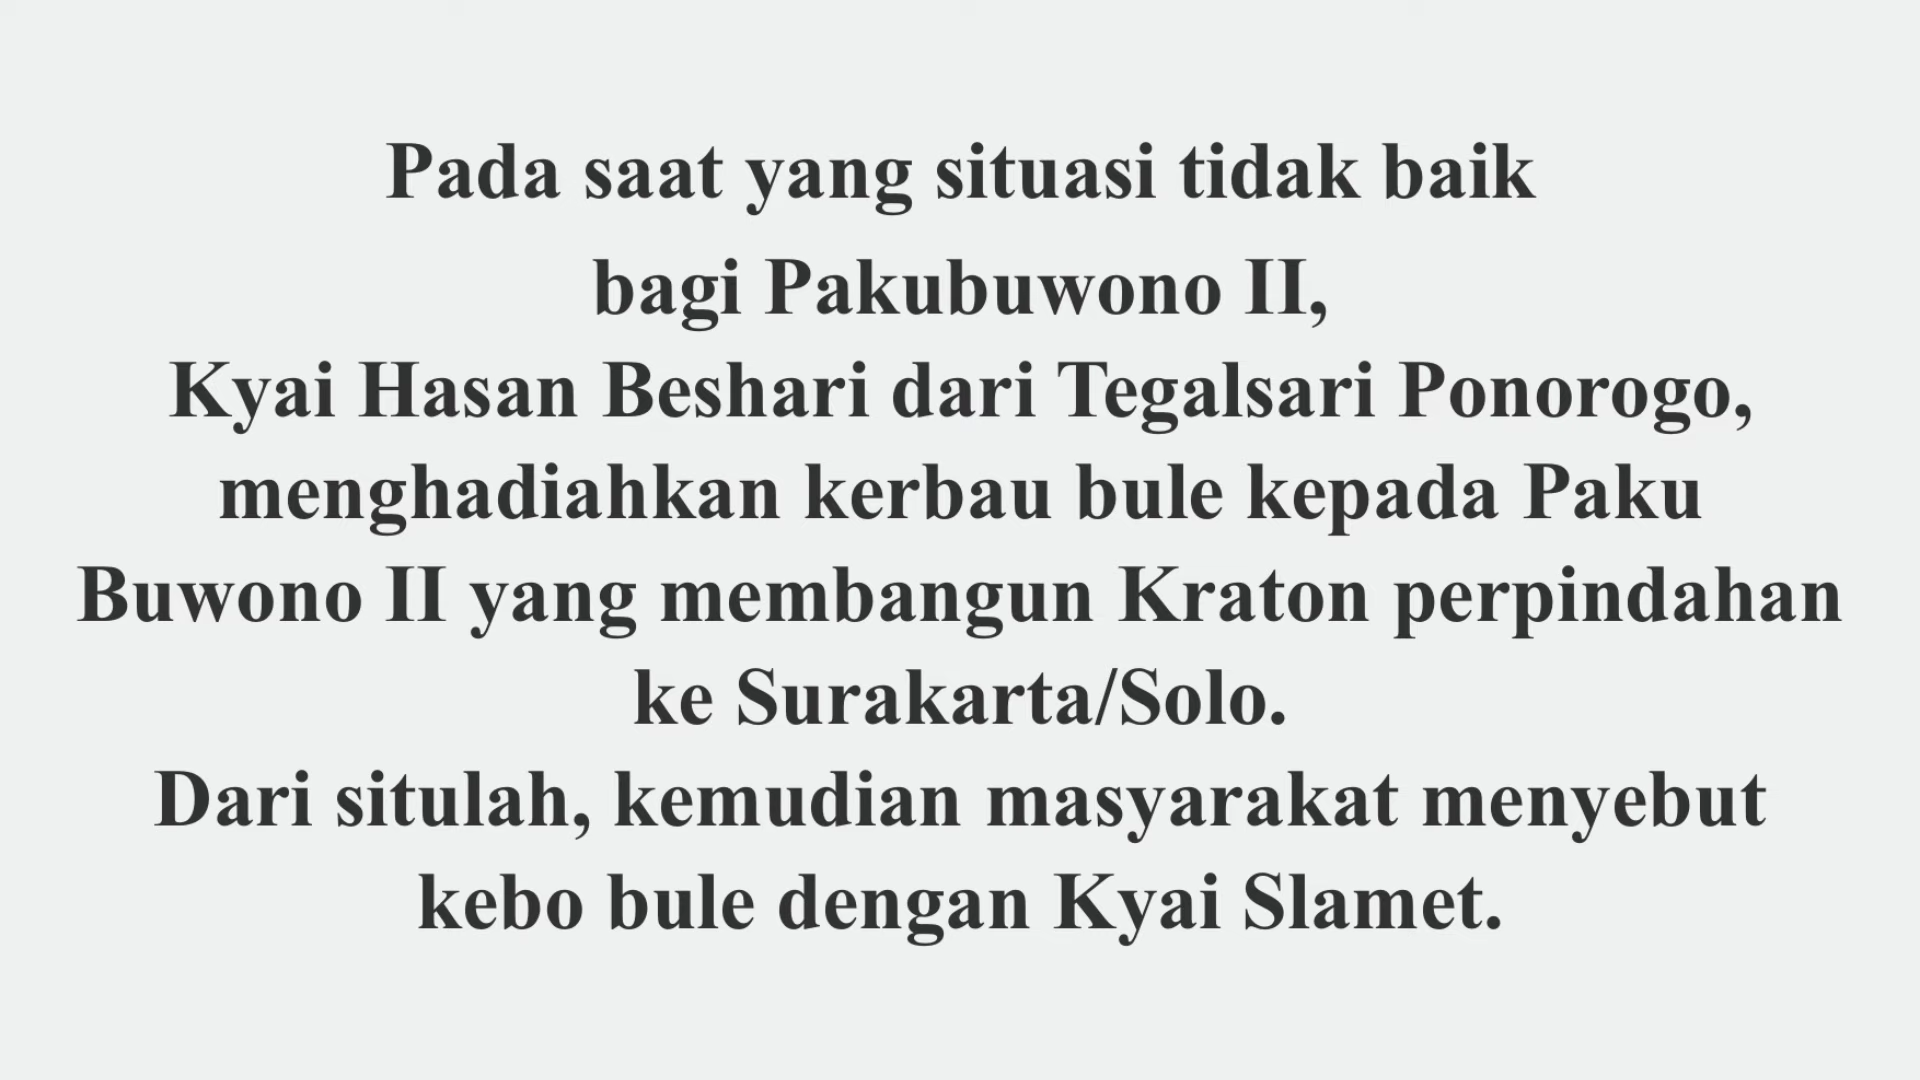 Pada saat yang situasi tidak baik
bagi Pakubuwono II,
Kyai Hasan Beshari dari Tegalsari Ponorogo,
menghadiahkan kerbau bule kepada Paku
Buwono II yang membangun Kraton perpindahan
ke Surakarta/Solo.
Dari situlah, kemudian masyarakat menyebut
kebo bule dengan Kyai Slamet.